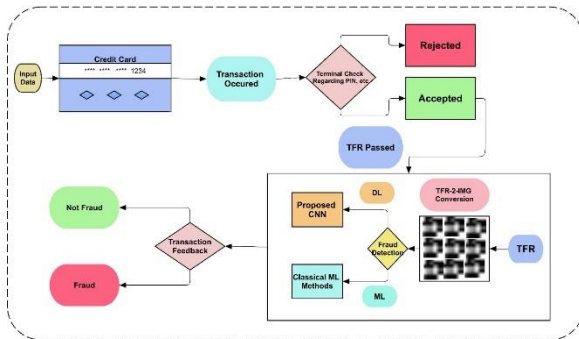 Input
Data
Credit Card
**** **** **** 1234
Transaction
Occured
Terminal Check
Regarding PIN, etc
Rejected
Accepted
TFR Passed
Not Fraud
Fraud
Transaction
Feedback
DL
Proposed
CNN
Classical ML
Methods
ML
Fraud
Detection
TFR-2-IMG
Conversion
TFR